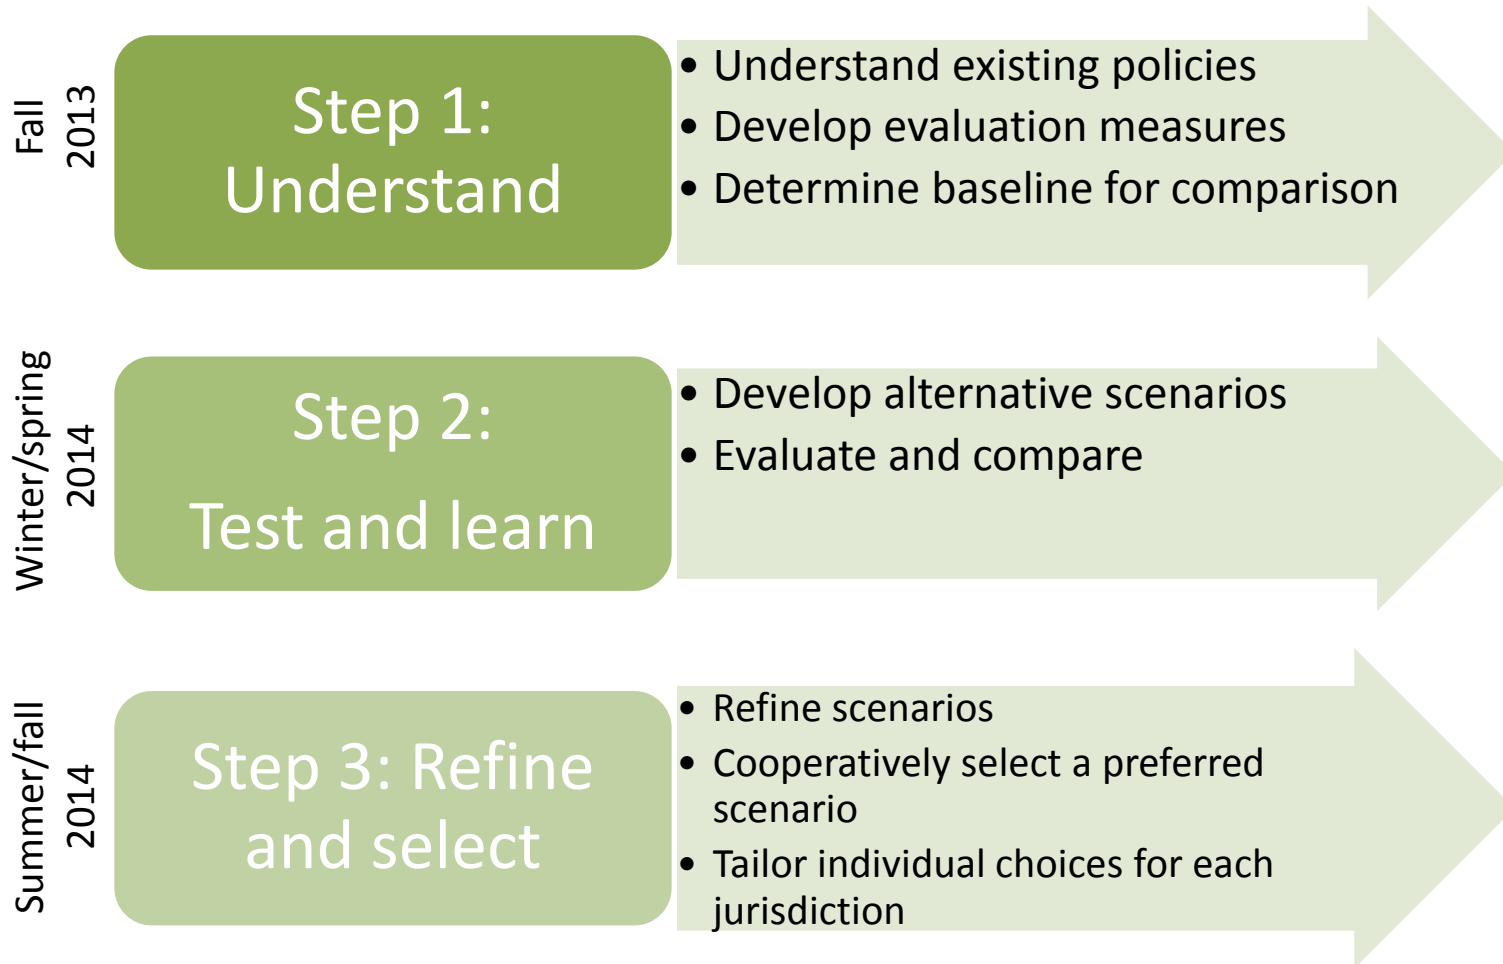 Fall
2013
Step 1:
Understand
• Understand existing policies
• Develop evaluation measures
• Determine baseline for comparison
Winter/spring
2014
Step 2:
Test and learn
• Develop alternative scenarios
• Evaluate and compare
Summer/fall
2014
Step 3: Refine
and select
• Refine scenarios
• Cooperatively select a preferred
scenario
• Tailor individual choices for each
jurisdiction